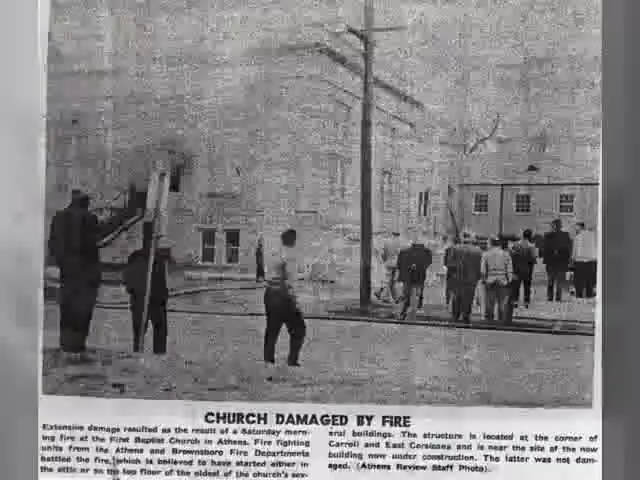 CHURCH DAMAGED BY FIRE
Extensive damage resulted as the result of a Saturday morn-
ing fire at the First Baptist Church in Athens. Fire fighting
units from the Athens and Brownsboro Fire Departments
battled the fire, which is believed to have started either in
the attic or on the top floor of the oldest of the church's sev-
eral buildings. The structure is located at the corner of
Carroll and East Corsicana and is near the site of the now
building now under construction. The latter was not dam-
aged. (Athens Review Staff Photo).